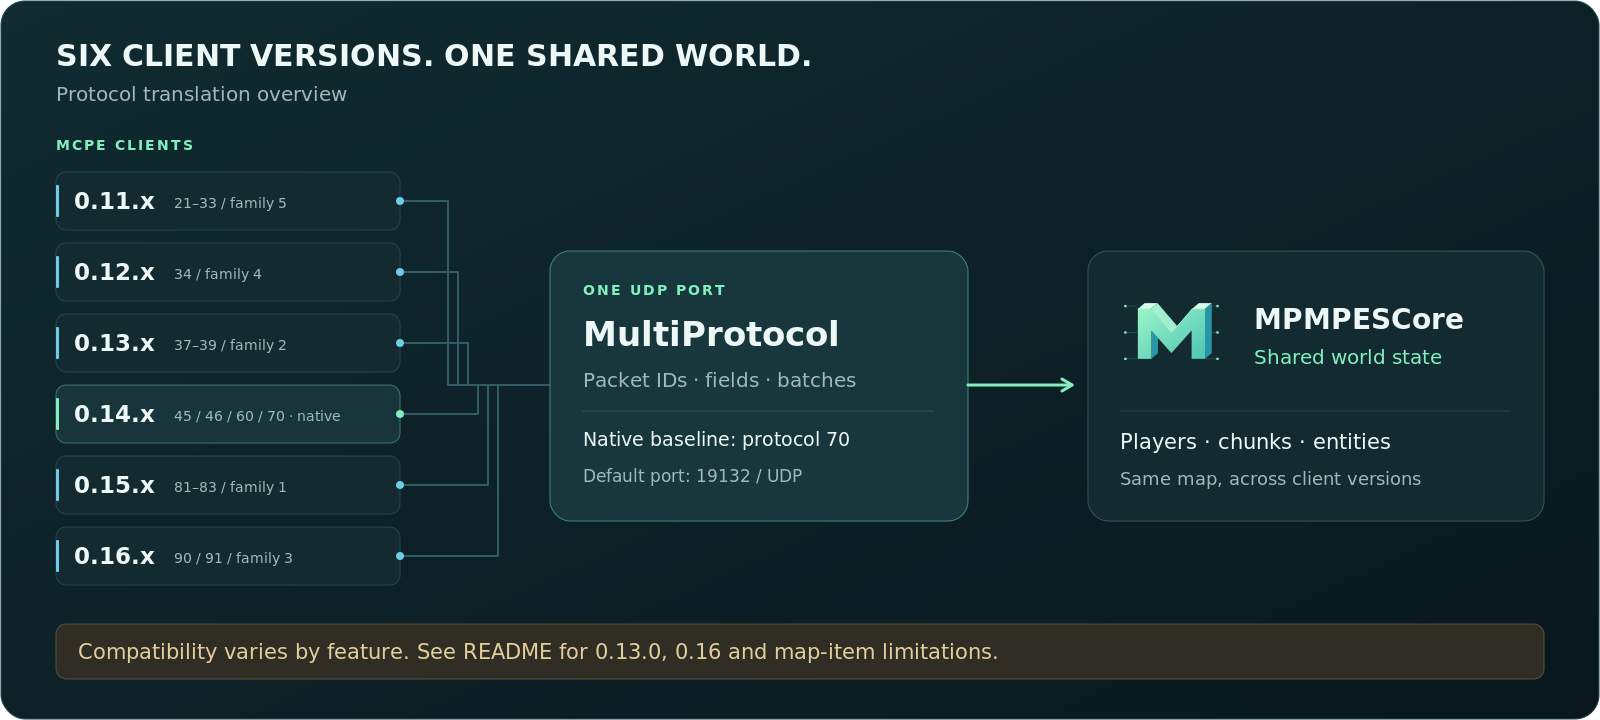 SIX CLIENT VERSIONS. ONE SHARED WORLD.
Protocol translation overview
MCPE CLIENTS
0.11.x 21–33 / family 5
0.12.x 34 / family 4
0.13.x 37–39 / family 2
0.14.x 45 / 46 / 60 / 70 · native
0.15.x 81–83 / family 1
0.16.x 90 / 91 / family 3
ONE UDP PORT
MultiProtocol
Packet IDs · fields · batches
Native baseline: protocol 70
Default port: 19132 / UDP
M
MPMPESCore
Shared world state
Players · chunks · entities
Same map, across client versions
Compatibility varies by feature. See README for 0.13.0, 0.16 and map-item limitations.